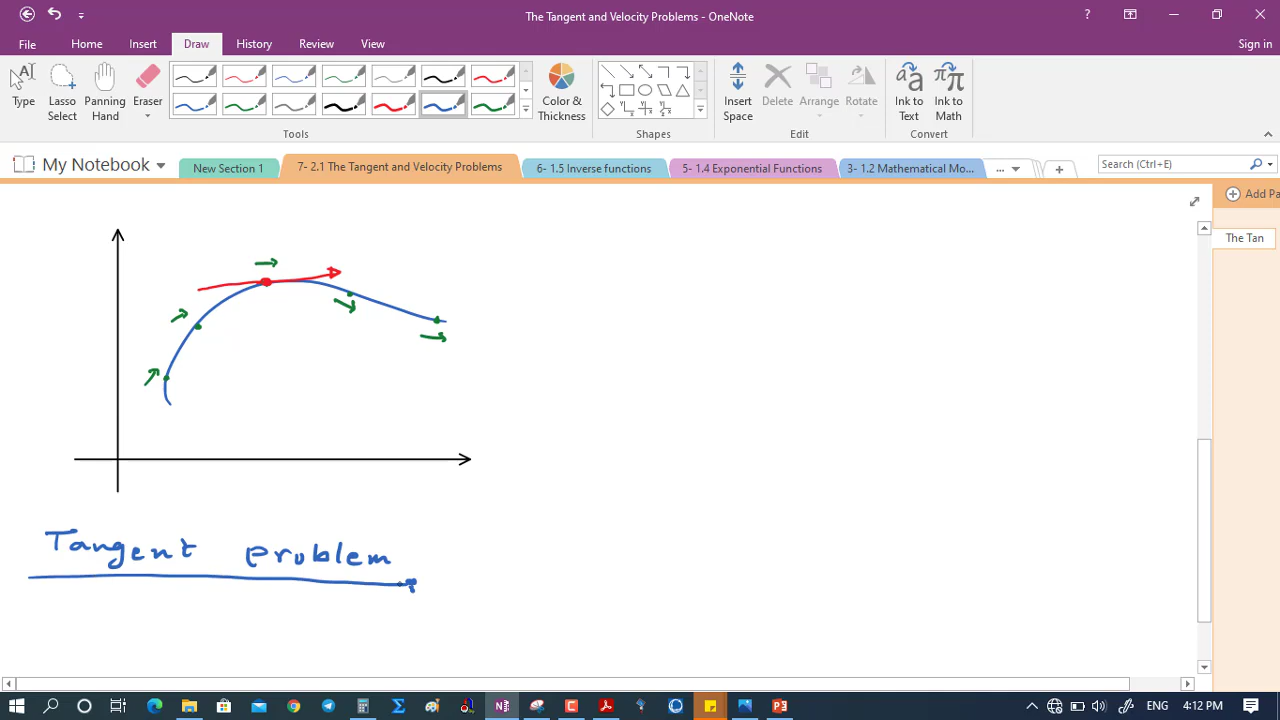 The Tangent and Velocity Problems - OneNote
?
File Home Insert Draw History Review View Sign in
Type
Lasso Select
Panning Hand
Eraser
Color & Thickness
Insert Space
Delete
Arrange
Rotate
Ink to Text
Ink to Math
Tools Shapes Edit Convert
My Notebook New Section 1 7- 2.1 The Tangent and Velocity Problems 6- 1.5 Inverse functions 5- 1.4 Exponential Functions 3- 1.2 Mathematical Mo... ... + Search (Ctrl+E)
Add Pa
The Tan
Tangent problem
ENG 4:12 PM